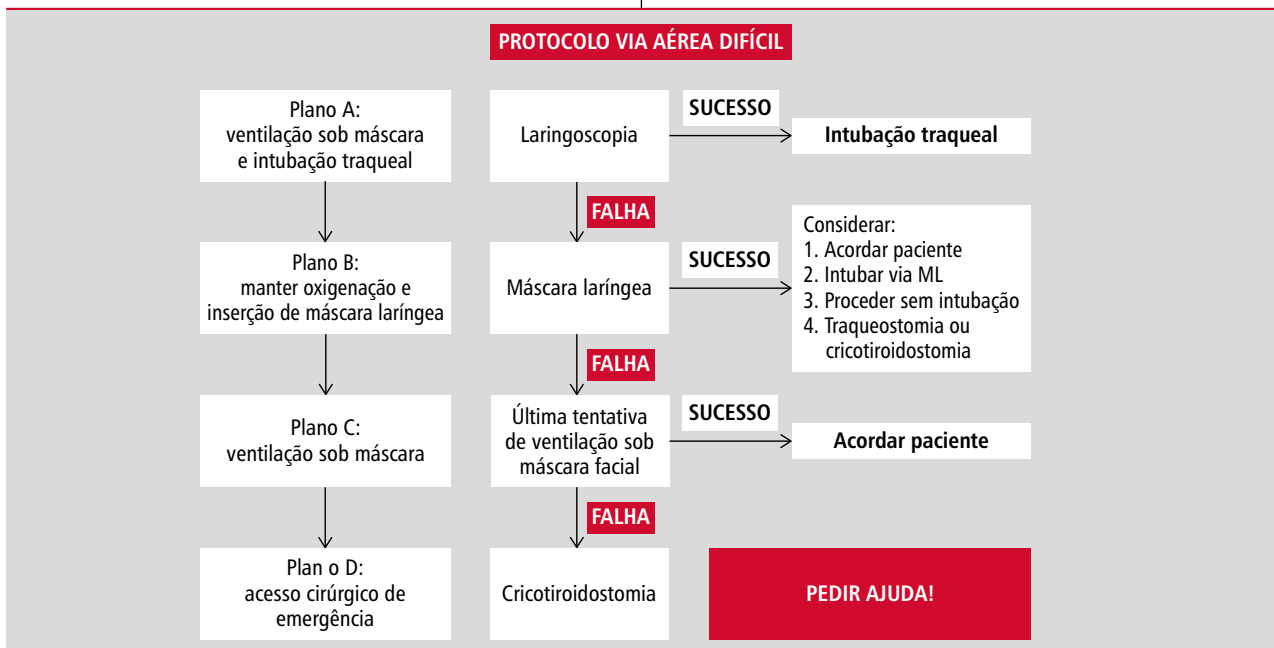 PROTOCOLO VIA AÉREA DIFÍCIL
Plano A:
ventilação sob máscara
e intubação traqueal
Laringoscopia
SUCESSO
Intubação traqueal
FALHA
Plano B:
manter oxigenação e
inserção de máscara laríngea
Máscara laríngea
SUCESSO
Considerar:
1. Acordar paciente
2. Intubar via ML
3. Proceder sem intubação
4. Traqueostomia ou
cricotiroidostomia
FALHA
Plano C:
ventilação sob máscara
Última tentativa
de ventilação sob
máscara facial
SUCESSO
Acordar paciente
FALHA
Plan o D:
acesso cirúrgico de
emergência
Cricotiroidostomia
PEDIR AJUDA!